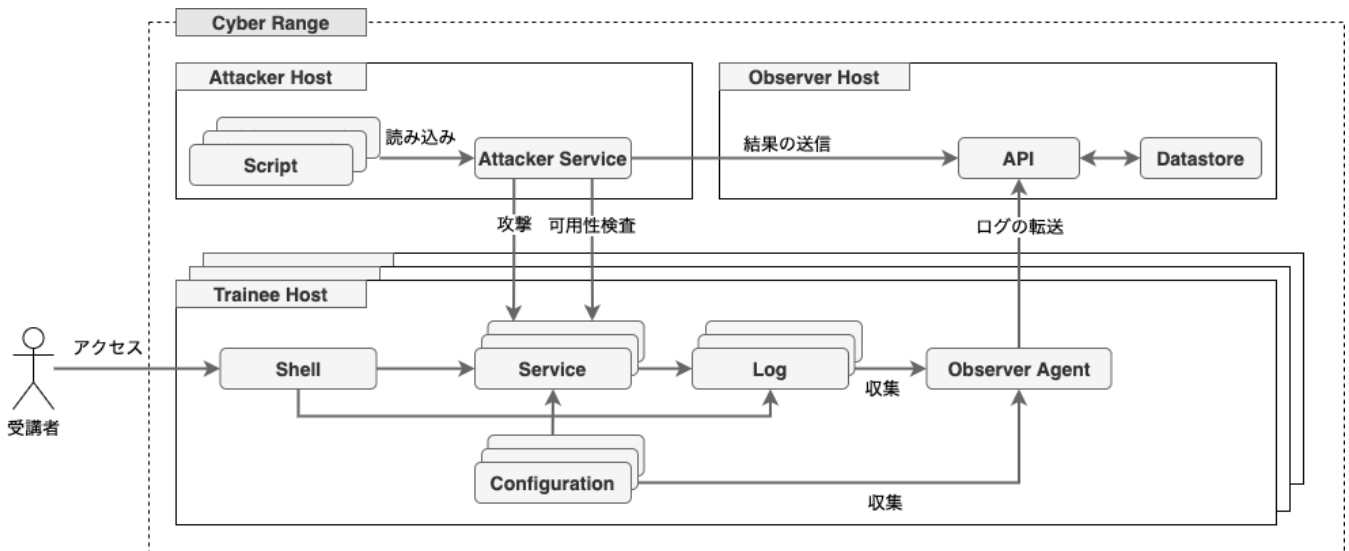 Cyber Range
Attacker Host
Observer Host
読み込み
Script
Attacker Service
結果の送信
API
Datastore
攻撃
可用性検査
ログの転送
Trainee Host
アクセス
Shell
Service
Log
Observer Agent
収集
受講者
Configuration
収集